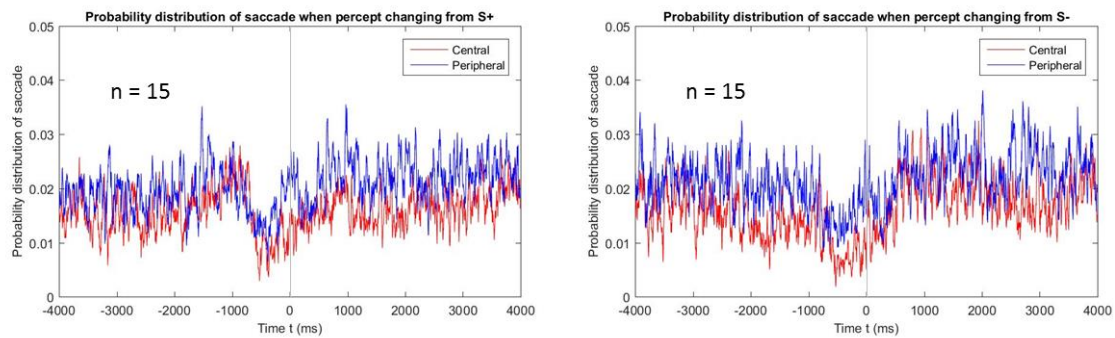 Probability distribution of saccade when percept changing from S+
Probability distribution of saccade
0.05
0.04
0.03
0.02
0.01
0
n = 15
Central
Peripheral
-4000 -3000 -2000 -1000 0 1000 2000 3000 4000
Time t (ms)
Probability distribution of saccade when percept changing from S-
Probability distribution of saccade
0.05
0.04
0.03
0.02
0.01
0
n = 15
Central
Peripheral
-4000 -3000 -2000 -1000 0 1000 2000 3000 4000
Time t (ms)